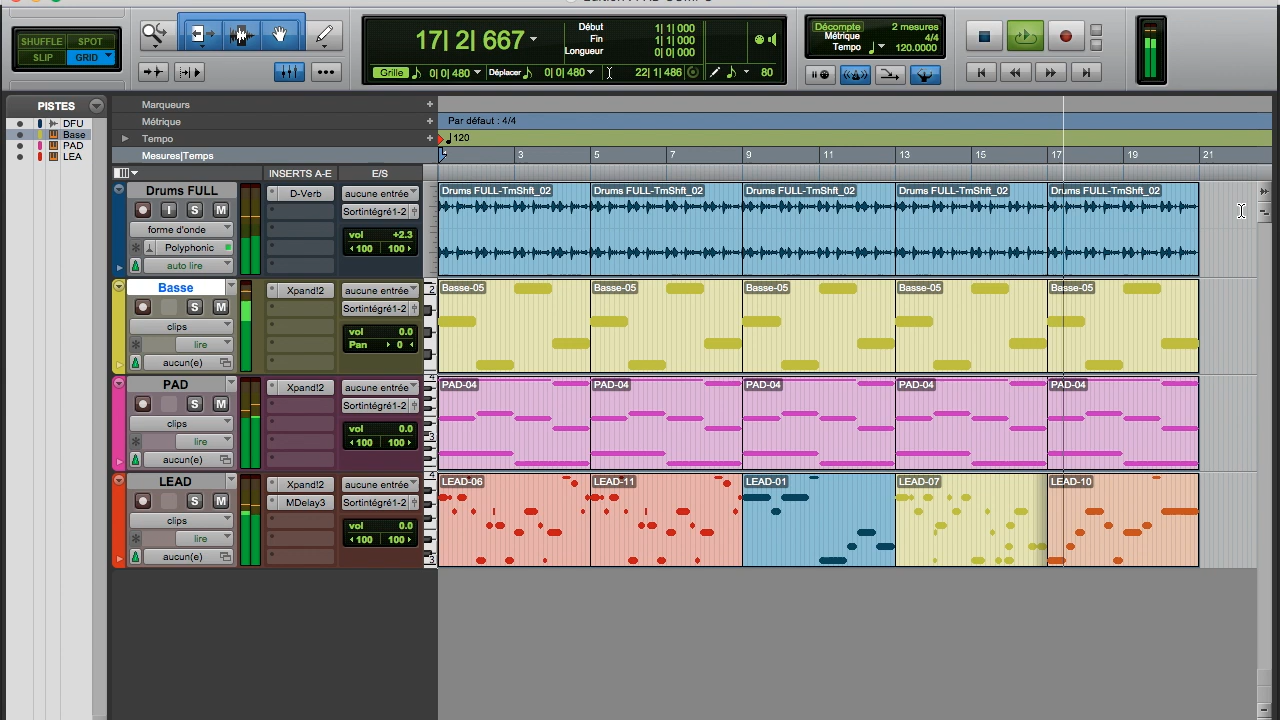 SHUFFLE SPOT
SLIP GRID
17| 2| 667
Début 1| 1| 000
Fin 1| 1| 000
Longueur 0| 0| 000
Grille 0| 0| 480 Déplacer 0| 0| 480 22| 1| 486 80
Décompte 2 mesures
Métrique 4/4
Tempo 120.0000
PISTES
DFU
Base
PAD
LEA
Marqueurs
Métrique
Par défaut : 4/4
Tempo
120
Mesures|Temps
3 5 7 9 11 13 15 17 19 21
INSERTS A-E E/S
Drums FULL
I S M
forme d'onde
Polyphonic
auto lire
D-Verb
aucune entrée
Sortintégré1-2
vol +2.3
100 100
Drums FULL-TmShft_02 Drums FULL-TmShft_02 Drums FULL-TmShft_02 Drums FULL-TmShft_02 Drums FULL-TmShft_02
Basse
S M
clips
lire
aucun(e)
Xpand!2
aucune entrée
Sortintégré1-2
vol 0.0
Pan 0
2
Basse-05 Basse-05 Basse-05 Basse-05 Basse-05
PAD
S M
clips
lire
aucun(e)
Xpand!2
aucune entrée
Sortintégré1-2
vol 0.0
100 100
4
3
PAD-04 PAD-04 PAD-04 PAD-04 PAD-04
LEAD
S M
clips
lire
aucun(e)
Xpand!2
MDelay3
aucune entrée
Sortintégré1-2
vol 0.0
100 100
4
3
LEAD-06 LEAD-11 LEAD-01 LEAD-07 LEAD-10